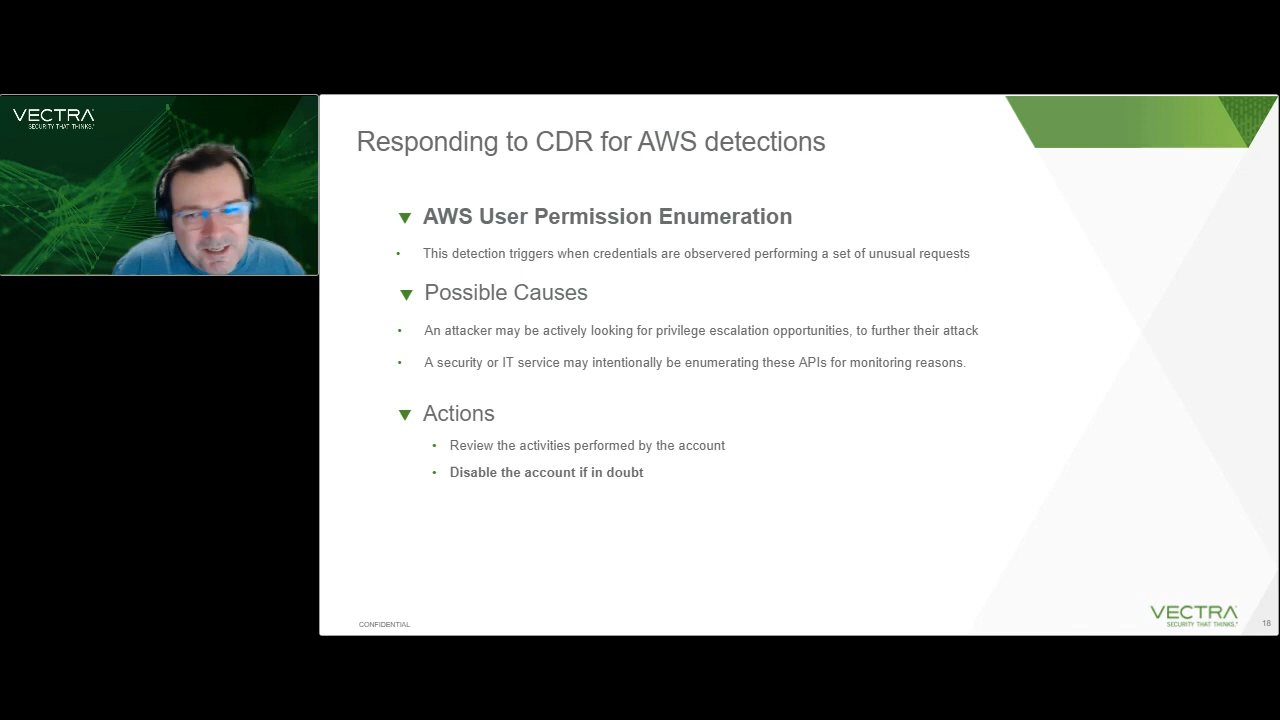 VECTRA
SECURITY THAT THINKS.
Responding to CDR for AWS detections
AWS User Permission Enumeration
This detection triggers when credentials are observered performing a set of unusual requests
Possible Causes
An attacker may be actively looking for privilege escalation opportunities, to further their attack
A security or IT service may intentionally be enumerating these APIs for monitoring reasons.
Actions
Review the activities performed by the account
Disable the account if in doubt
CONFIDENTIAL
VECTRA
SECURITY THAT THINKS.
18